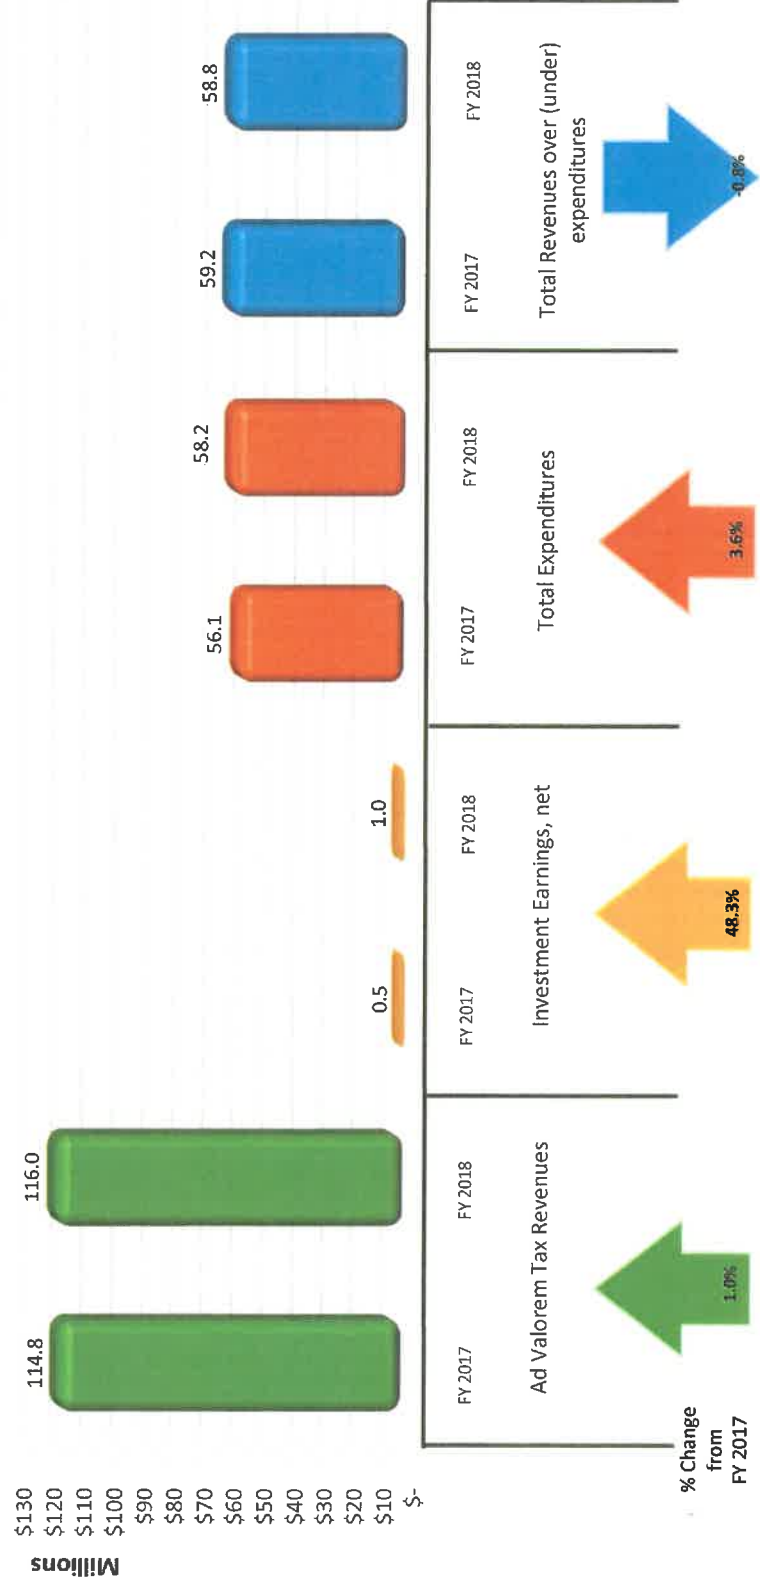 Millions
$130
$120
$110
$100
$90
$80
$70
$60
$50
$40
$30
$20
$10
$-
114.8
116.0
0.5
1.0
56.1
58.2
59.2
58.8
FY 2017
FY 2018
FY 2017
FY 2018
FY 2017
FY 2018
FY 2017
FY 2018
Ad Valorem Tax Revenues
Investment Earnings, net
Total Expenditures
Total Revenues over (under)
expenditures
% Change
from
FY 2017
1.0%
48.3%
3.6%
-0.8%